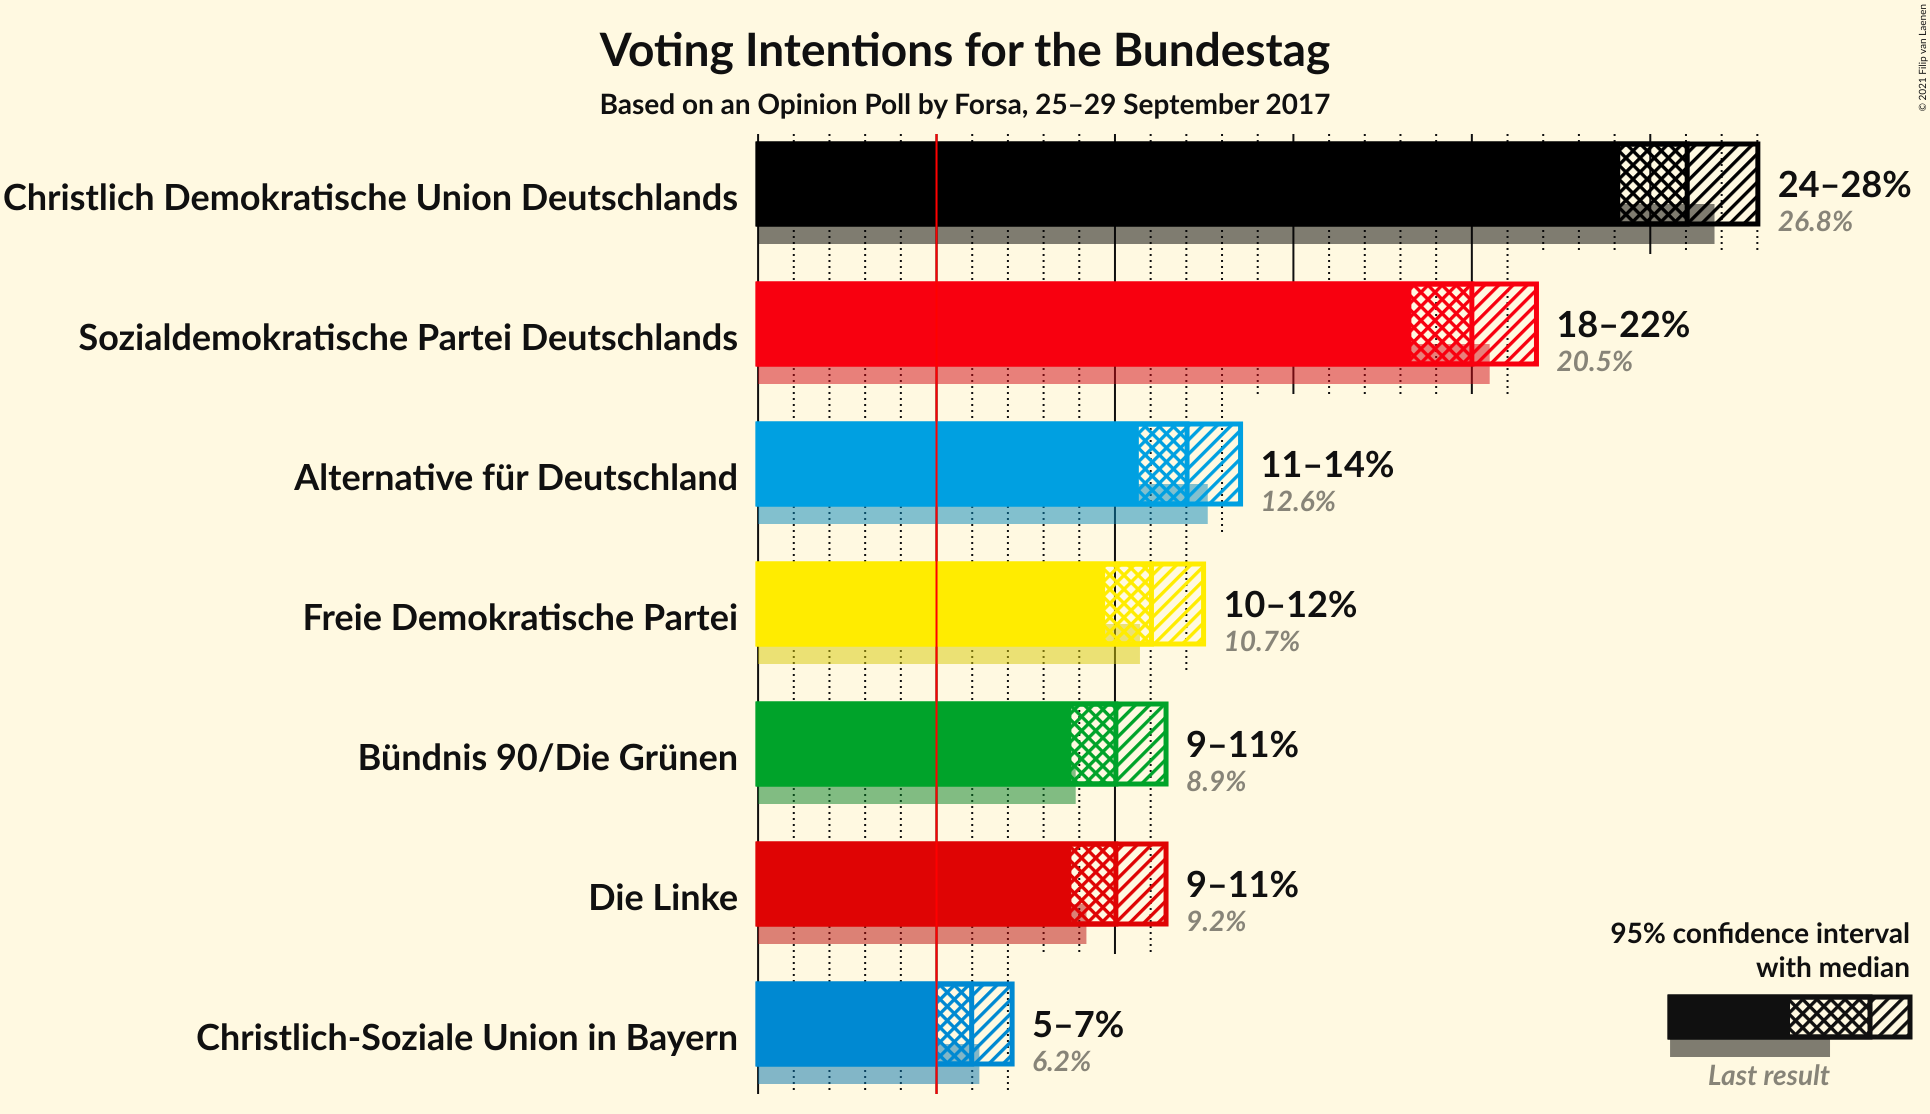 Voting Intentions for the Bundestag
Based on an Opinion Poll by Forsa, 25–29 September 2017
© 2021 Filip van Laenen
Christlich Demokratische Union Deutschlands
24–28%
26.8%
Sozialdemokratische Partei Deutschlands
18–22%
20.5%
Alternative für Deutschland
11–14%
12.6%
Freie Demokratische Partei
10–12%
10.7%
Bündnis 90/Die Grünen
9–11%
8.9%
Die Linke
9–11%
9.2%
Christlich-Soziale Union in Bayern
5–7%
6.2%
95% confidence interval
with median
Last result